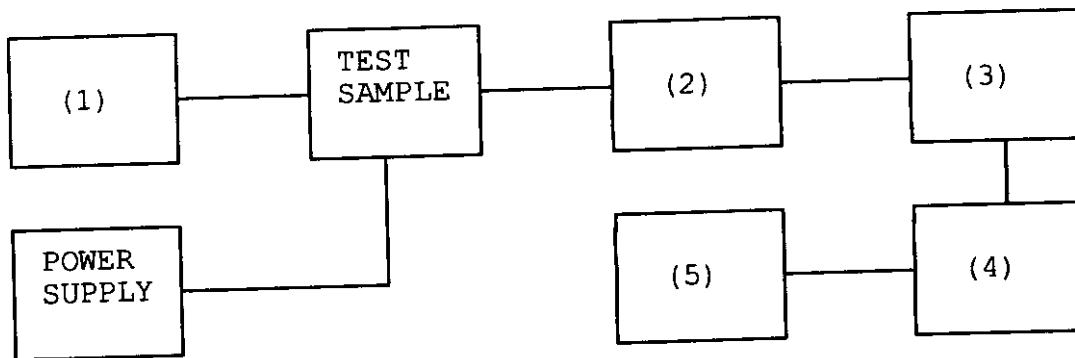 (1)
TEST
SAMPLE
(2)
(3)
POWER
SUPPLY
(5)
(4)